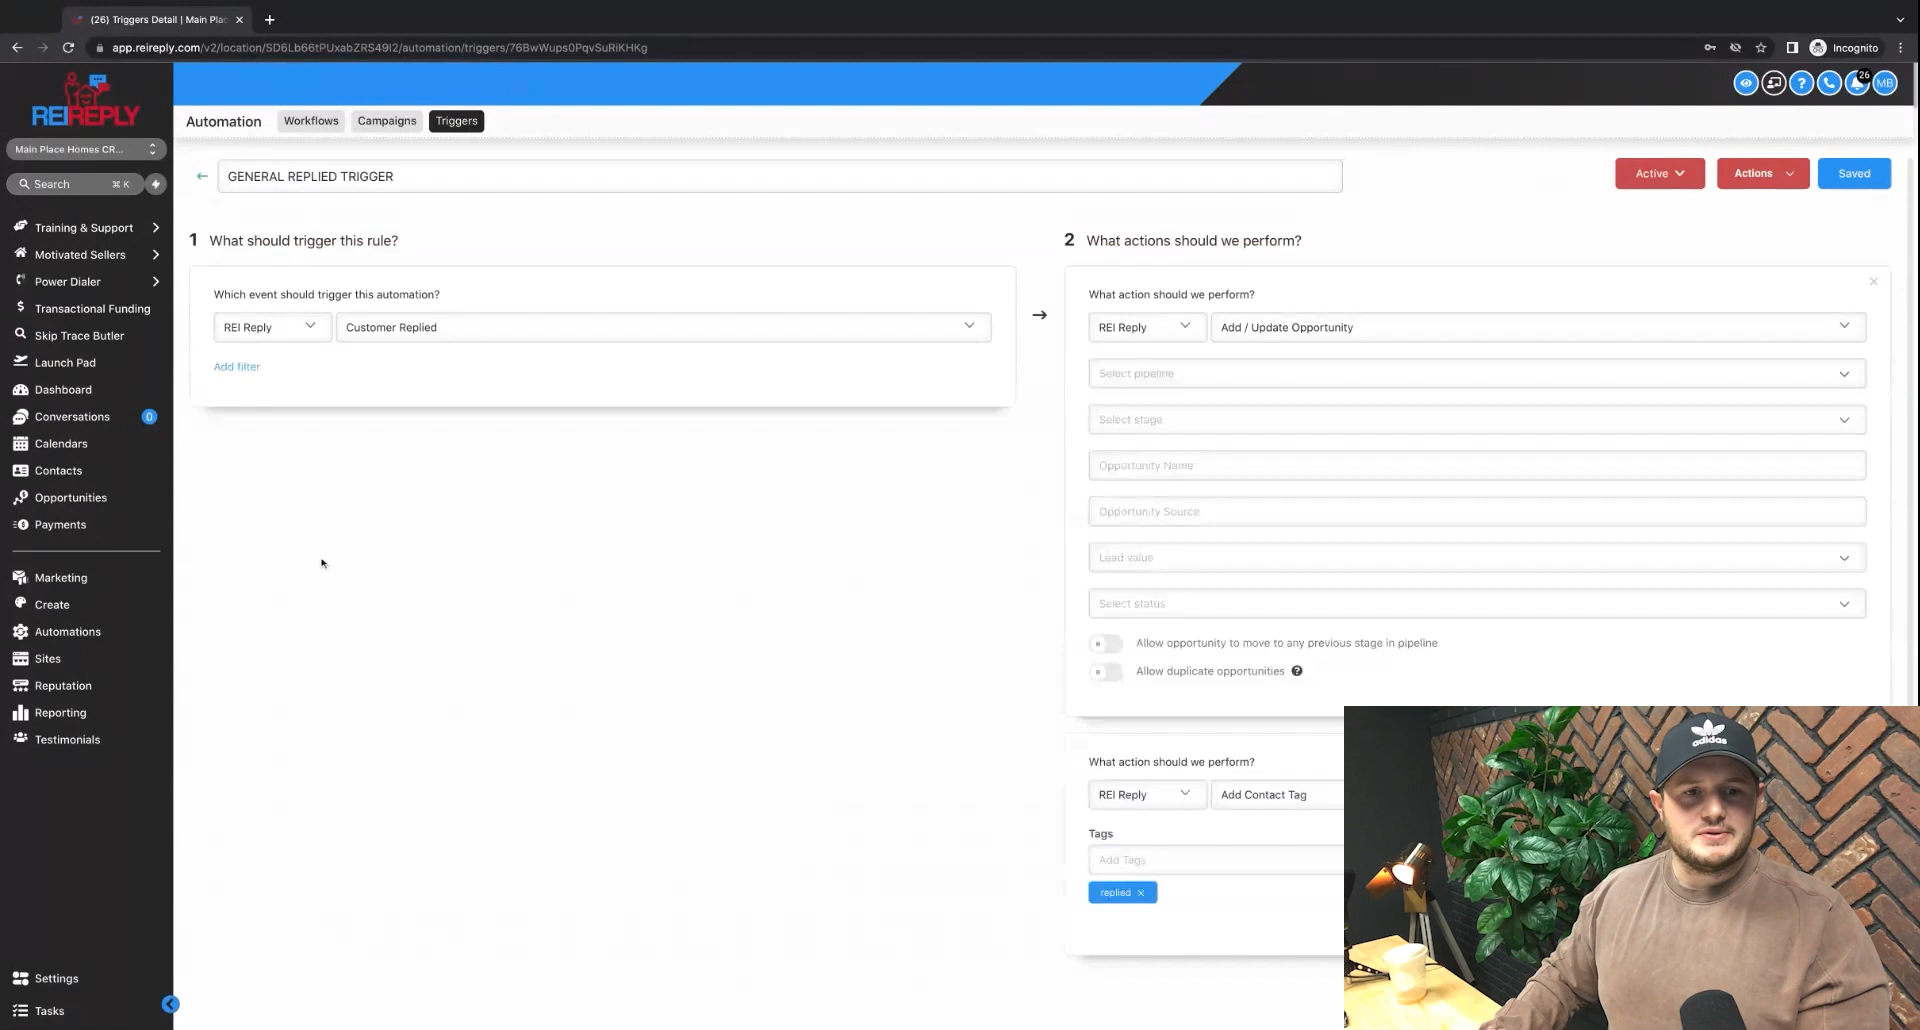 (26) Triggers Detail | Main Plac
app.reireply.com/v2/location/SD6Lb66tPUxabZRS49I2/automation/triggers/76BwWups0PqvSuRiKHKg
Incognito
REIREPLY
Main Place Homes CR...
Search ⌘ K
Training & Support
Motivated Sellers
Power Dialer
Transactional Funding
Skip Trace Butler
Launch Pad
Dashboard
Conversations 0
Calendars
Contacts
Opportunities
Payments
Marketing
Create
Automations
Sites
Reputation
Reporting
Testimonials
Settings
Tasks
26
MB
Automation Workflows Campaigns Triggers
GENERAL REPLIED TRIGGER
Active Actions Saved
1 What should trigger this rule?
Which event should trigger this automation?
REI Reply Customer Replied
Add filter
2 What actions should we perform?
What action should we perform?
REI Reply Add / Update Opportunity
Select pipeline
Select stage
Opportunity Name
Opportunity Source
Lead value
Select status
Allow opportunity to move to any previous stage in pipeline
Allow duplicate opportunities ?
What action should we perform?
REI Reply Add Contact Tag
Tags
Add Tags
replied
adidas